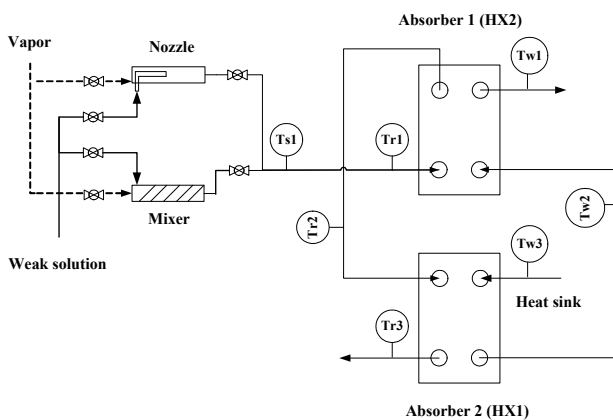 Absorber 1 (HX2)
Vapor
Nozzle
Tw1
Ts1
Tr1
Mixer
Tr2
Tw2
Weak solution
Tw3
Heat sink
Tr3
Absorber 2 (HX1)